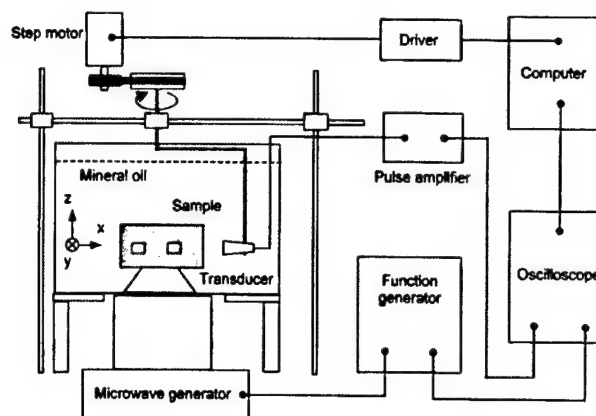 Step motor
Driver
Computer
Pulse amplifier
Mineral oil
Sample
z
x
y
Transducer
Function
generator
Oscilloscope
Microwave generator